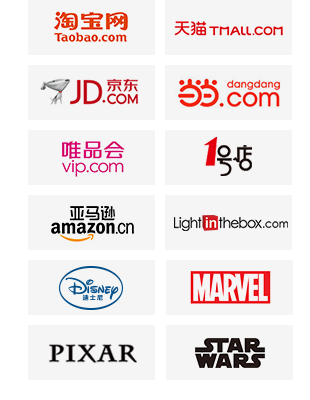 淘宝网
Taobao.com
天猫 TMALL.COM
JD 京东
.COM
dangdang
当当.com
唯品会
vip.com
1号店
亚马逊
amazon.cn
Lightinthebox.com
Disney
迪士尼
MARVEL
PIXAR
STAR
WARS